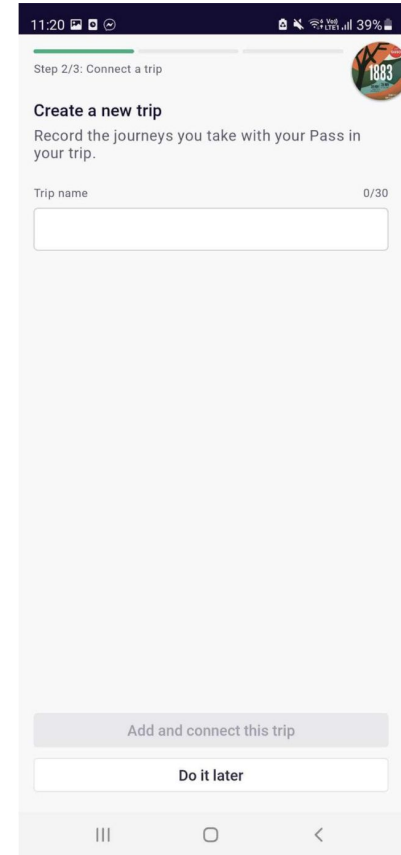 11:20 39%
Step 2/3: Connect a trip
1883
Create a new trip
Record the journeys you take with your Pass in
your trip.
Trip name 0/30
Add and connect this trip
Do it later